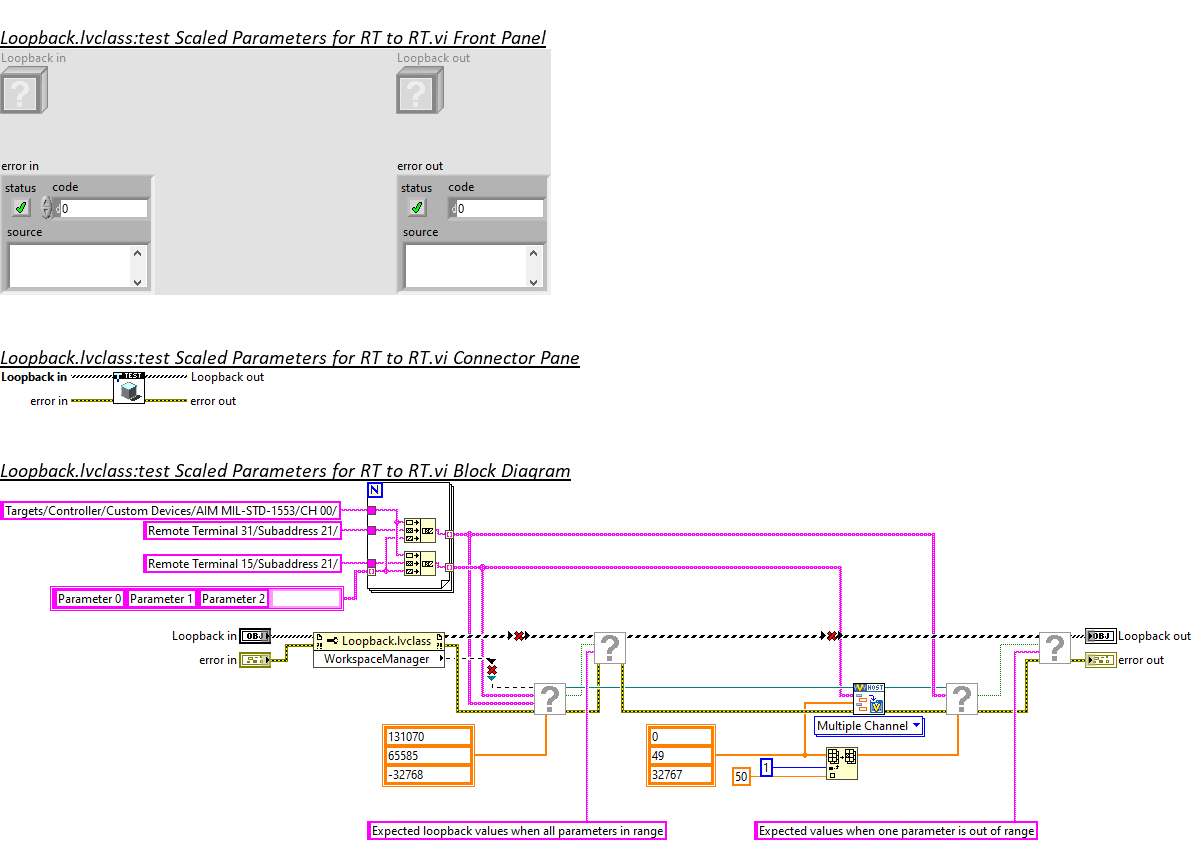 Loopback.lvclass:test Scaled Parameters for RT to RT.vi Front Panel
Loopback in
Loopback out
?
?
error in
error out
status
code
status
code
0
0
source
source
Loopback.lvclass:test Scaled Parameters for RT to RT.vi Connector Pane
Loopback in
TEST
Loopback out
error in
error out
Loopback.lvclass:test Scaled Parameters for RT to RT.vi Block Diagram
N
Targets/Controller/Custom Devices/AIM MIL-STD-1553/CH 00/
Remote Terminal 31/Subaddress 21/
Remote Terminal 15/Subaddress 21/
Parameter 0
Parameter 1
Parameter 2
Loopback in
OBJ
Loopback.lvclass
?
?
OBJ
Loopback out
error in
WorkspaceManager
error out
?
HOST
?
Multiple Channel
131070
65585
-32768
0
49
32767
1
50
Expected loopback values when all parameters in range
Expected values when one parameter is out of range